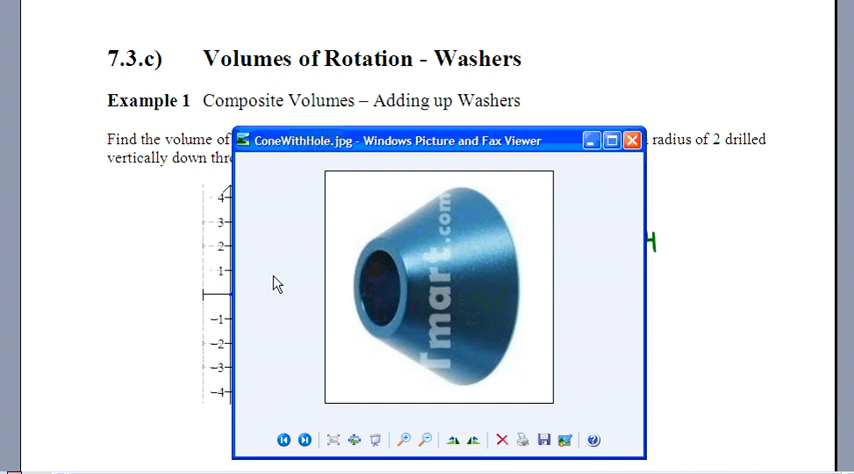 7.3.c) Volumes of Rotation - Washers
Example 1 Composite Volumes – Adding up Washers
Find the volume of
radius of 2 drilled
vertically down thr
ConeWithHole.jpg - Windows Picture and Fax Viewer
4
3
2
1
-1
-2
-3
-4
Tmart.com
H